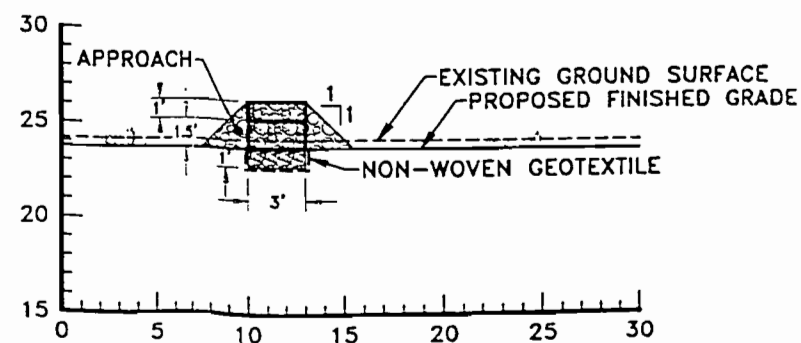 30
APPROACH
1
1
EXISTING GROUND SURFACE
PROPOSED FINISHED GRADE
25
1'
1.5'
1'
NON-WOVEN GEOTEXTILE
3'
20
15
0 5 10 15 20 25 30